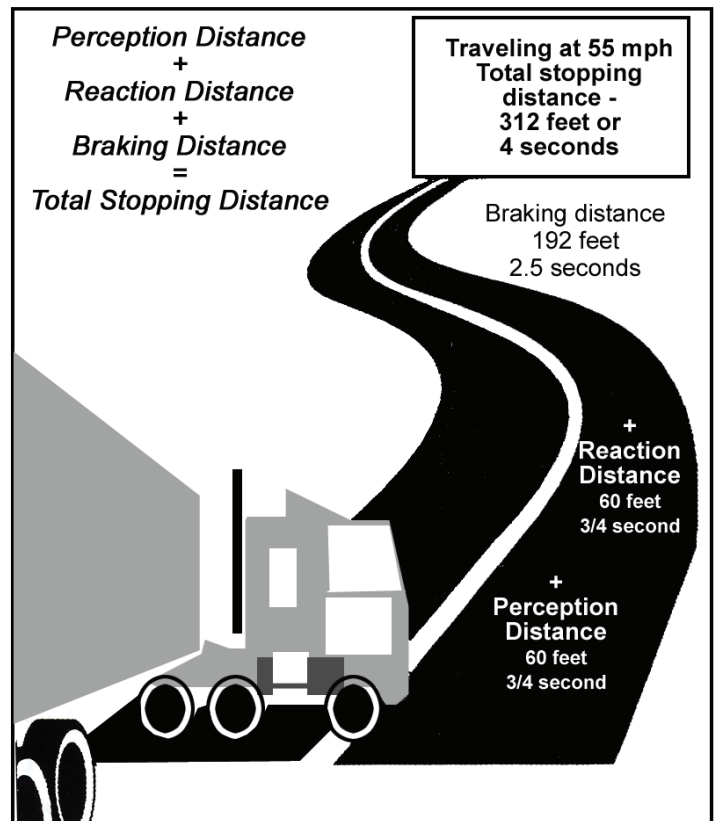 Perception Distance
+
Reaction Distance
+
Braking Distance
=
Total Stopping Distance
Traveling at 55 mph
Total stopping
distance -
312 feet or
4 seconds
Braking distance
192 feet
2.5 seconds
+
Reaction
Distance
60 feet
3/4 second
+
Perception
Distance
60 feet
3/4 second